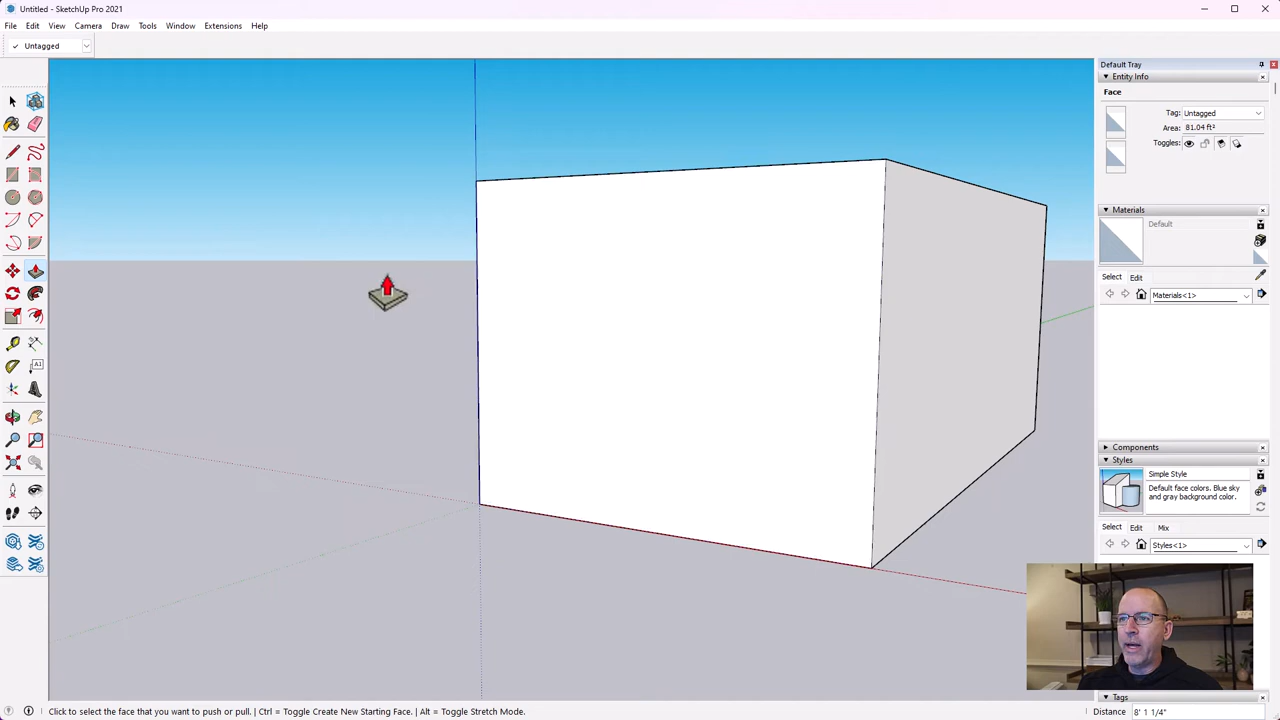 Untitled - SketchUp Pro 2021
File Edit View Camera Draw Tools Window Extensions Help
✓ Untagged
Default Tray
Entity Info
Face
Tag: Untagged
Area: 81.04 ft²
Toggles:
Materials
Default
Select Edit
Materials<1>
Components
Styles
Simple Style
Default face colors. Blue sky
and gray background color.
Select Edit Mix
Styles<1>
Tags
Click to select the face that you want to push or pull. | Ctrl = Toggle Create New Starting Face. | Alt = Toggle Stretch Mode.
Distance 8' 1 1/4"